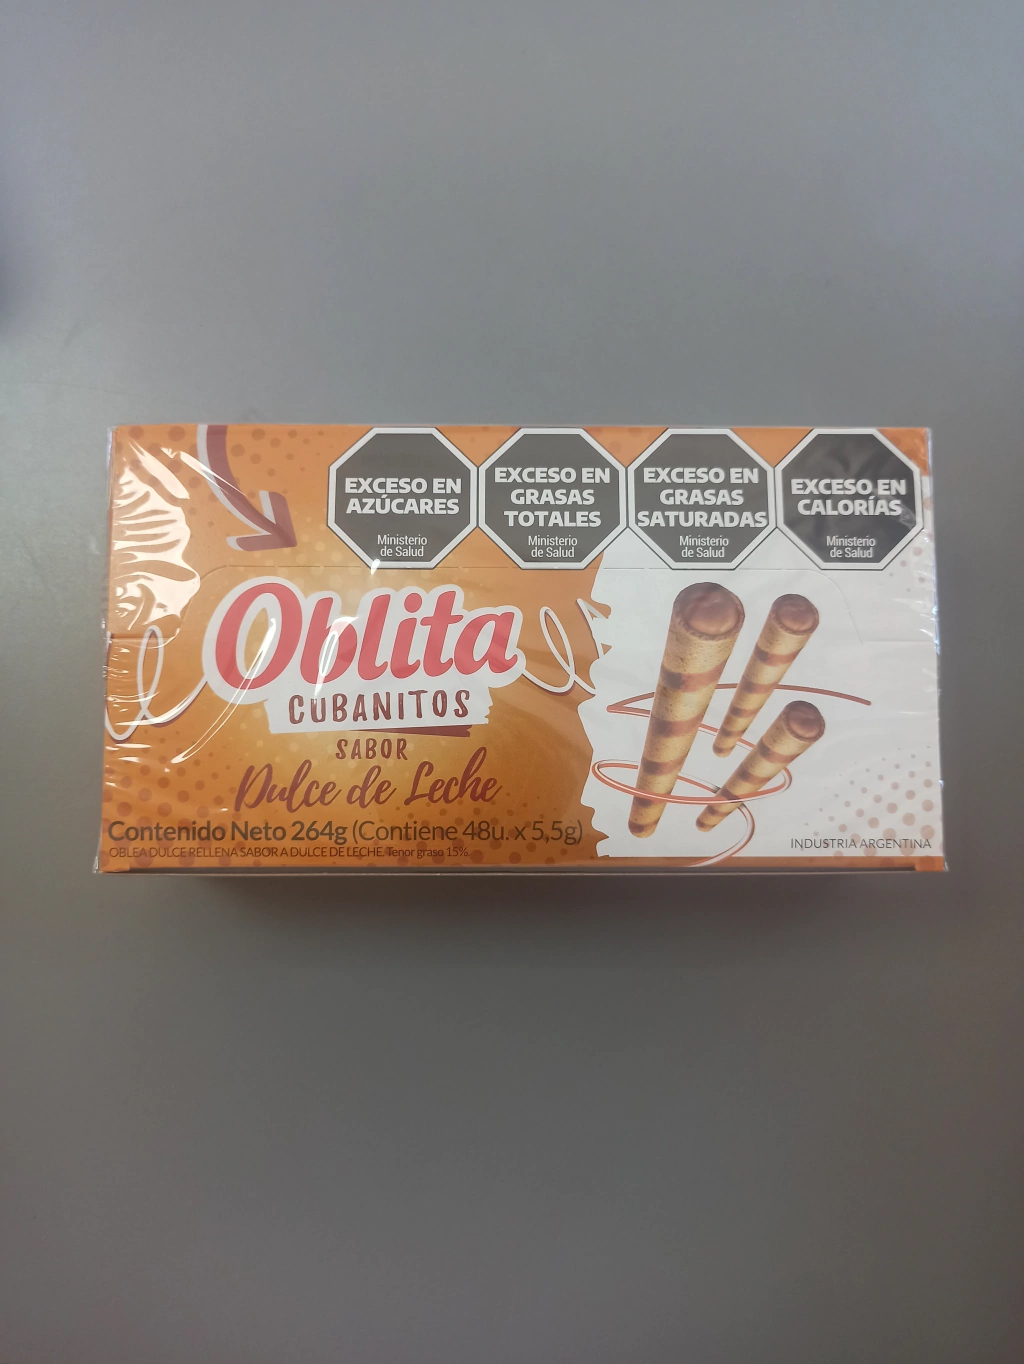 EXCESO EN
AZÚCARES
Ministerio
de Salud
EXCESO EN
GRASAS
TOTALES
Ministerio
de Salud
EXCESO EN
GRASAS
SATURADAS
Ministerio
de Salud
EXCESO EN
CALORÍAS
Ministerio
de Salud
Oblita
CUBANITOS
SABOR
Dulce de Leche
Contenido Neto 264g (Contiene 48u. x 5,5g)
OBLEA DULCE RELLENA SABOR A DULCE DE LECHE. Tenor graso 15%.
INDUSTRIA ARGENTINA